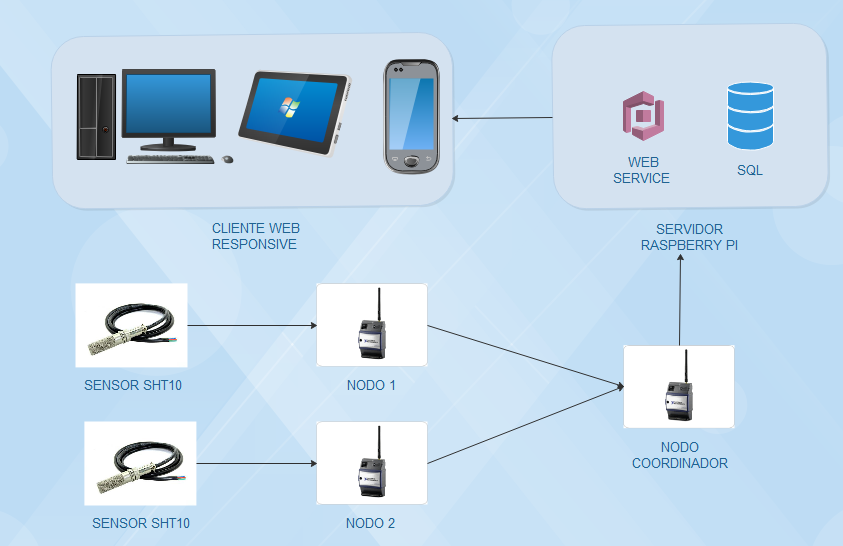 WEB
SERVICE
SQL
CLIENTE WEB
RESPONSIVE
SERVIDOR
RASPBERRY PI
SENSOR SHT10
NODO 1
NODO
COORDINADOR
SENSOR SHT10
NODO 2